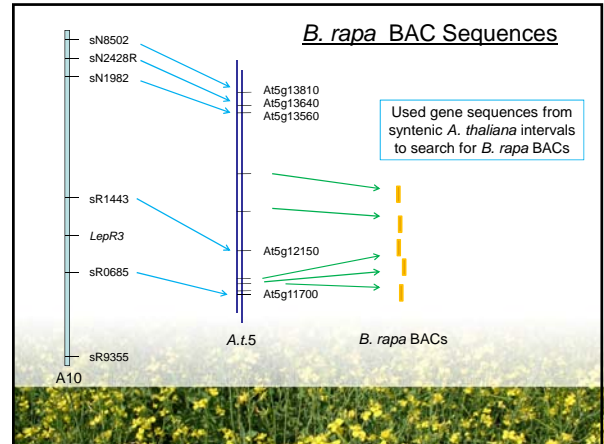 B. rapa BAC Sequences
sN8502
sN2428R
sN1982
At5g13810
At5g13640
At5g13560
Used gene sequences from
syntenic A. thaliana intervals
to search for B. rapa BACs
sR1443
LepR3
sR0685
At5g12150
At5g11700
sR9355
A10
A.t.5
B. rapa BACs